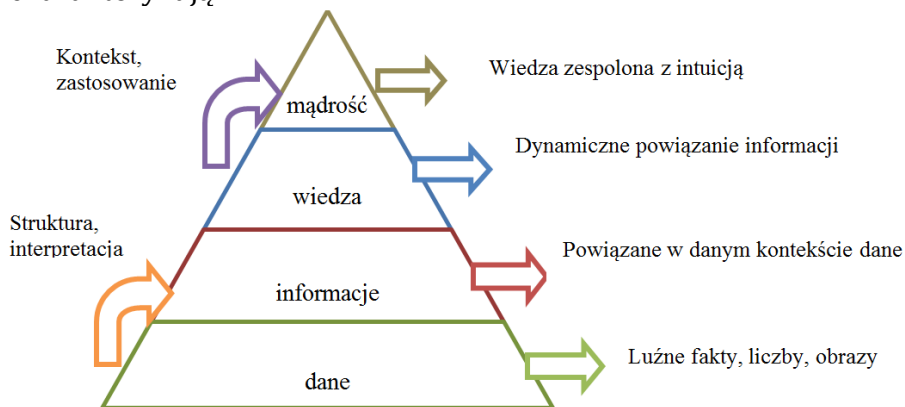 Kontekst,
zastosowanie
mądrość
Wiedza zespolona z intuicją
Dynamiczne powiązanie informacji
wiedza
Struktura,
interpretacja
Powiązane w danym kontekście dane
informacje
Luźne fakty, liczby, obrazy
dane